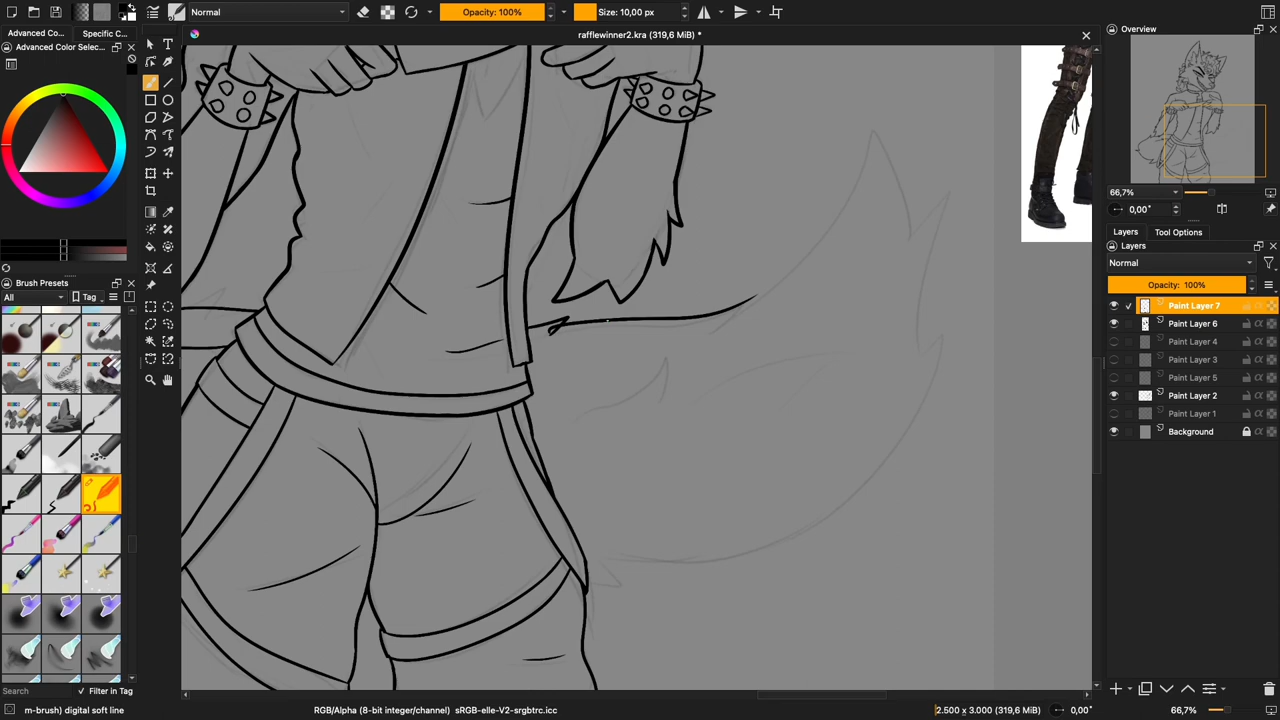 Normal
Opacity: 100%
Size: 10,00 px
Advanced Co...
Specific C...
rafflewinner2.kra (319,6 MiB) *
Overview
Advanced Color Selec...
66,7%
0,00°
Layers
Tool Options
Layers
Normal
Opacity: 100%
Brush Presets
All
Tag
Paint Layer 7
Paint Layer 6
Paint Layer 4
Paint Layer 3
Paint Layer 5
Paint Layer 2
Paint Layer 1
Background
Search
Filter in Tag
m-brush) digital soft line
RGB/Alpha (8-bit integer/channel) sRGB-elle-V2-srgbtrc.icc
2.500 x 3.000 (319,6 MiB)
0,00°
66,7%